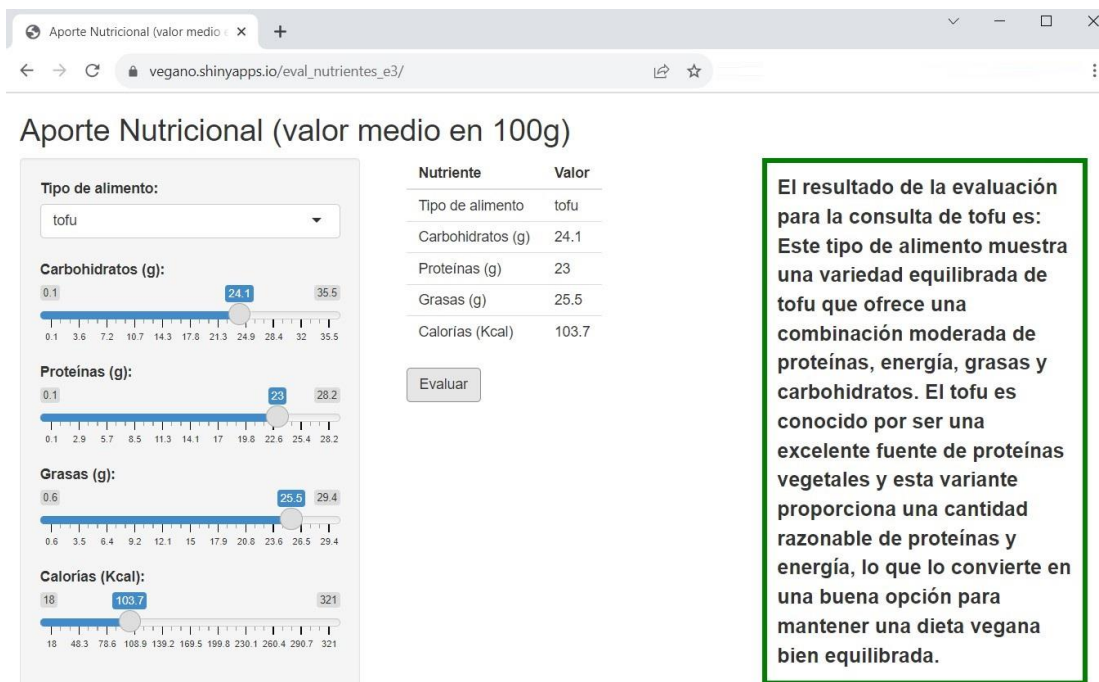 Aporte Nutricional (valor medio e
vegano.shinyapps.io/eval_nutrientes_e3/
Aporte Nutricional (valor medio en 100g)
Tipo de alimento:
tofu
Carbohidratos (g):
0.1 24.1 35.5
0.1 3.6 7.2 10.7 14.3 17.8 21.3 24.9 28.4 32 35.5
Proteínas (g):
0.1 23 28.2
0.1 2.9 5.7 8.5 11.3 14.1 17 19.8 22.6 25.4 28.2
Grasas (g):
0.6 25.5 29.4
0.6 3.5 6.4 9.2 12.1 15 17.9 20.8 23.6 26.5 29.4
Calorías (Kcal):
18 103.7 321
18 48.3 78.6 108.9 139.2 169.5 199.8 230.1 260.4 290.7 321
Nutriente Valor
Tipo de alimento tofu
Carbohidratos (g) 24.1
Proteínas (g) 23
Grasas (g) 25.5
Calorías (Kcal) 103.7
Evaluar
El resultado de la evaluación
para la consulta de tofu es:
Este tipo de alimento muestra
una variedad equilibrada de
tofu que ofrece una
combinación moderada de
proteínas, energía, grasas y
carbohidratos. El tofu es
conocido por ser una
excelente fuente de proteínas
vegetales y esta variante
proporciona una cantidad
razonable de proteínas y
energía, lo que lo convierte en
una buena opción para
mantener una dieta vegana
bien equilibrada.